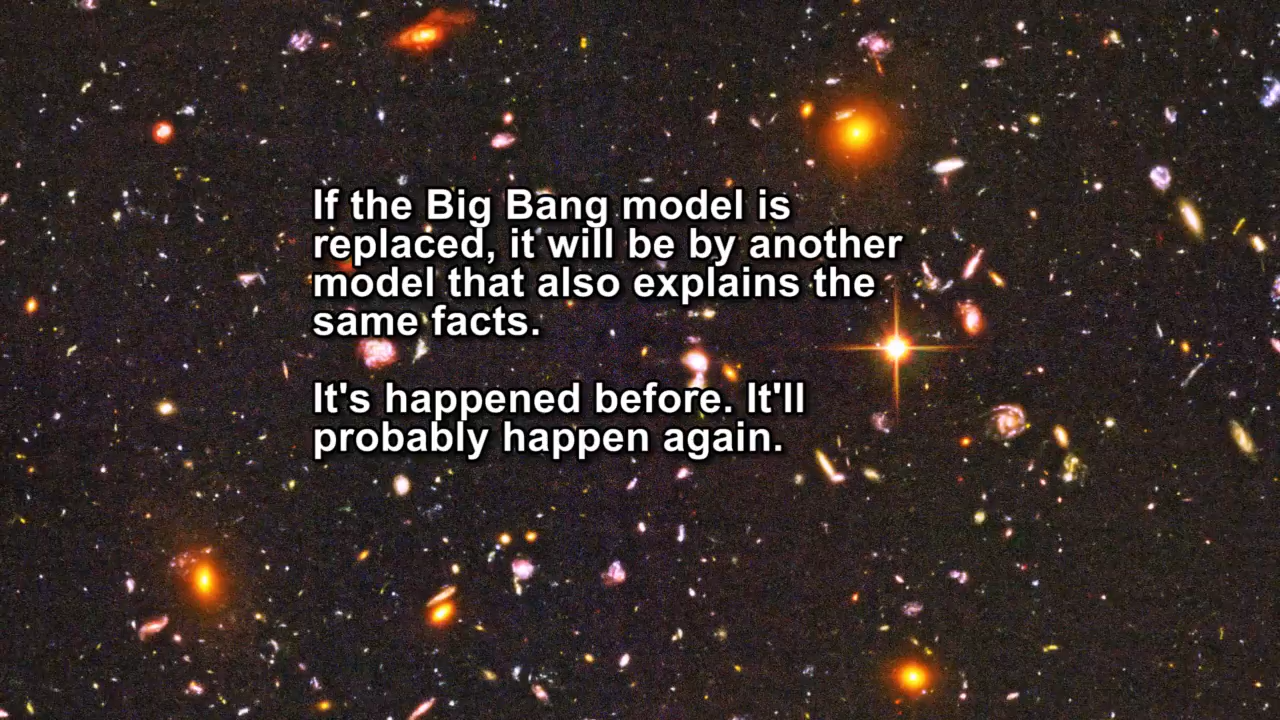 If the Big Bang model is
replaced, it will be by another
model that also explains the
same facts.
It's happened before. It'll
probably happen again.